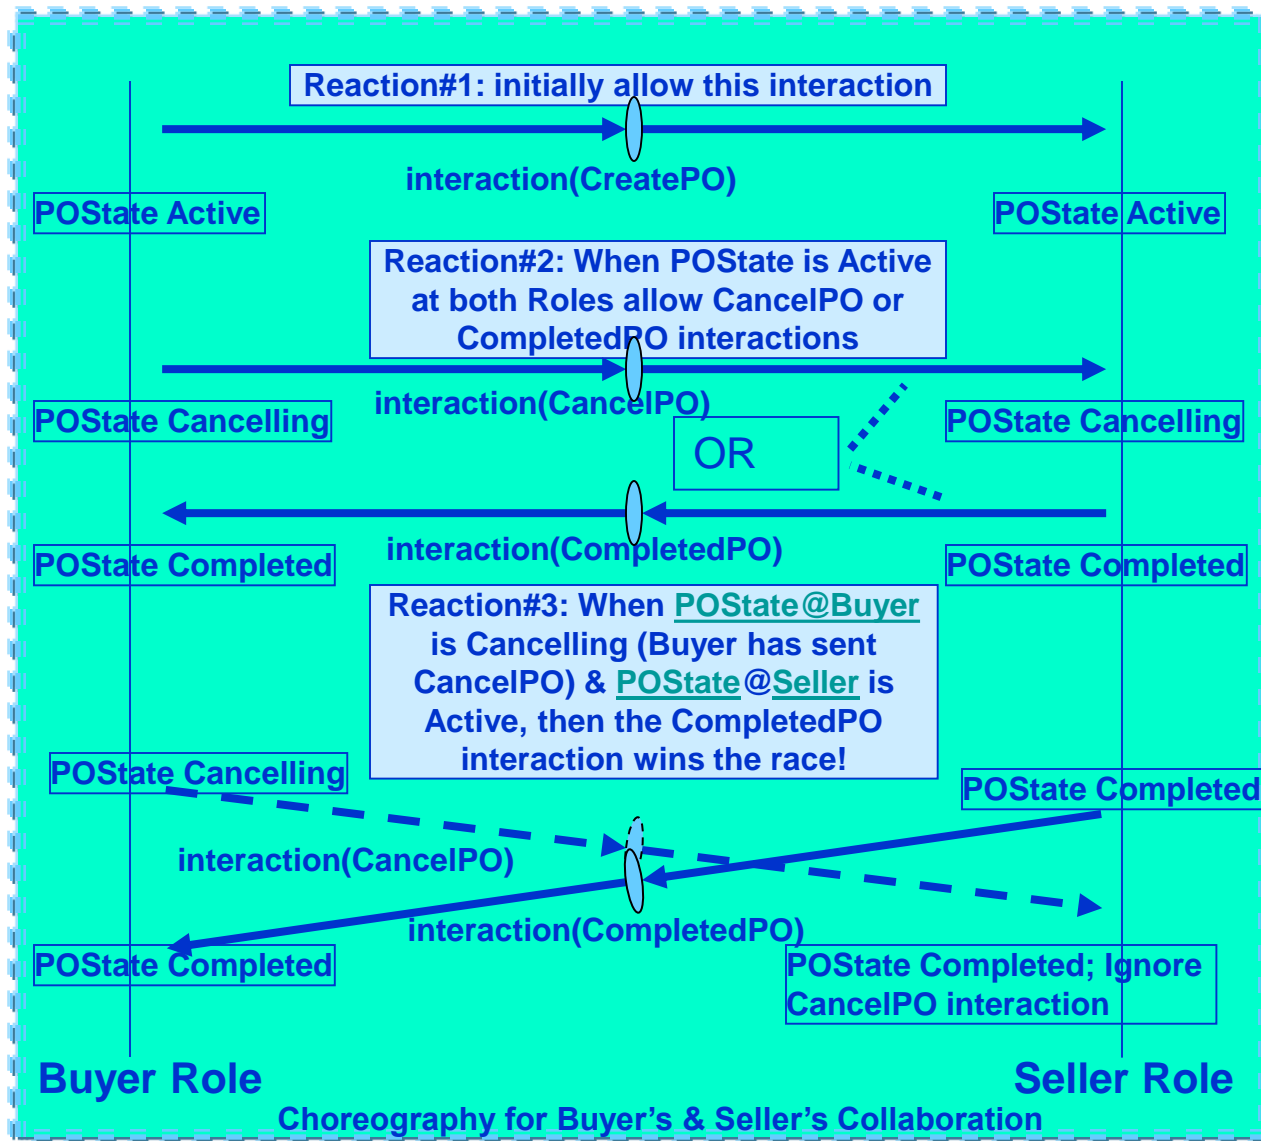 Reaction#1: initially allow this interaction
interaction(CreatePO)
POState Active
POState Active
Reaction#2: When POState is Active
at both Roles allow CancelPO or
CompletedPO interactions
interaction(CancelPO)
POState Cancelling
POState Cancelling
OR
interaction(CompletedPO)
POState Completed
POState Completed
Reaction#3: When POState@Buyer
is Cancelling (Buyer has sent
CancelPO) & POState@Seller is
Active, then the CompletedPO
interaction wins the race!
POState Cancelling
POState Completed
interaction(CancelPO)
interaction(CompletedPO)
POState Completed
POState Completed; Ignore
CancelPO interaction
Buyer Role
Seller Role
Choreography for Buyer’s & Seller’s Collaboration